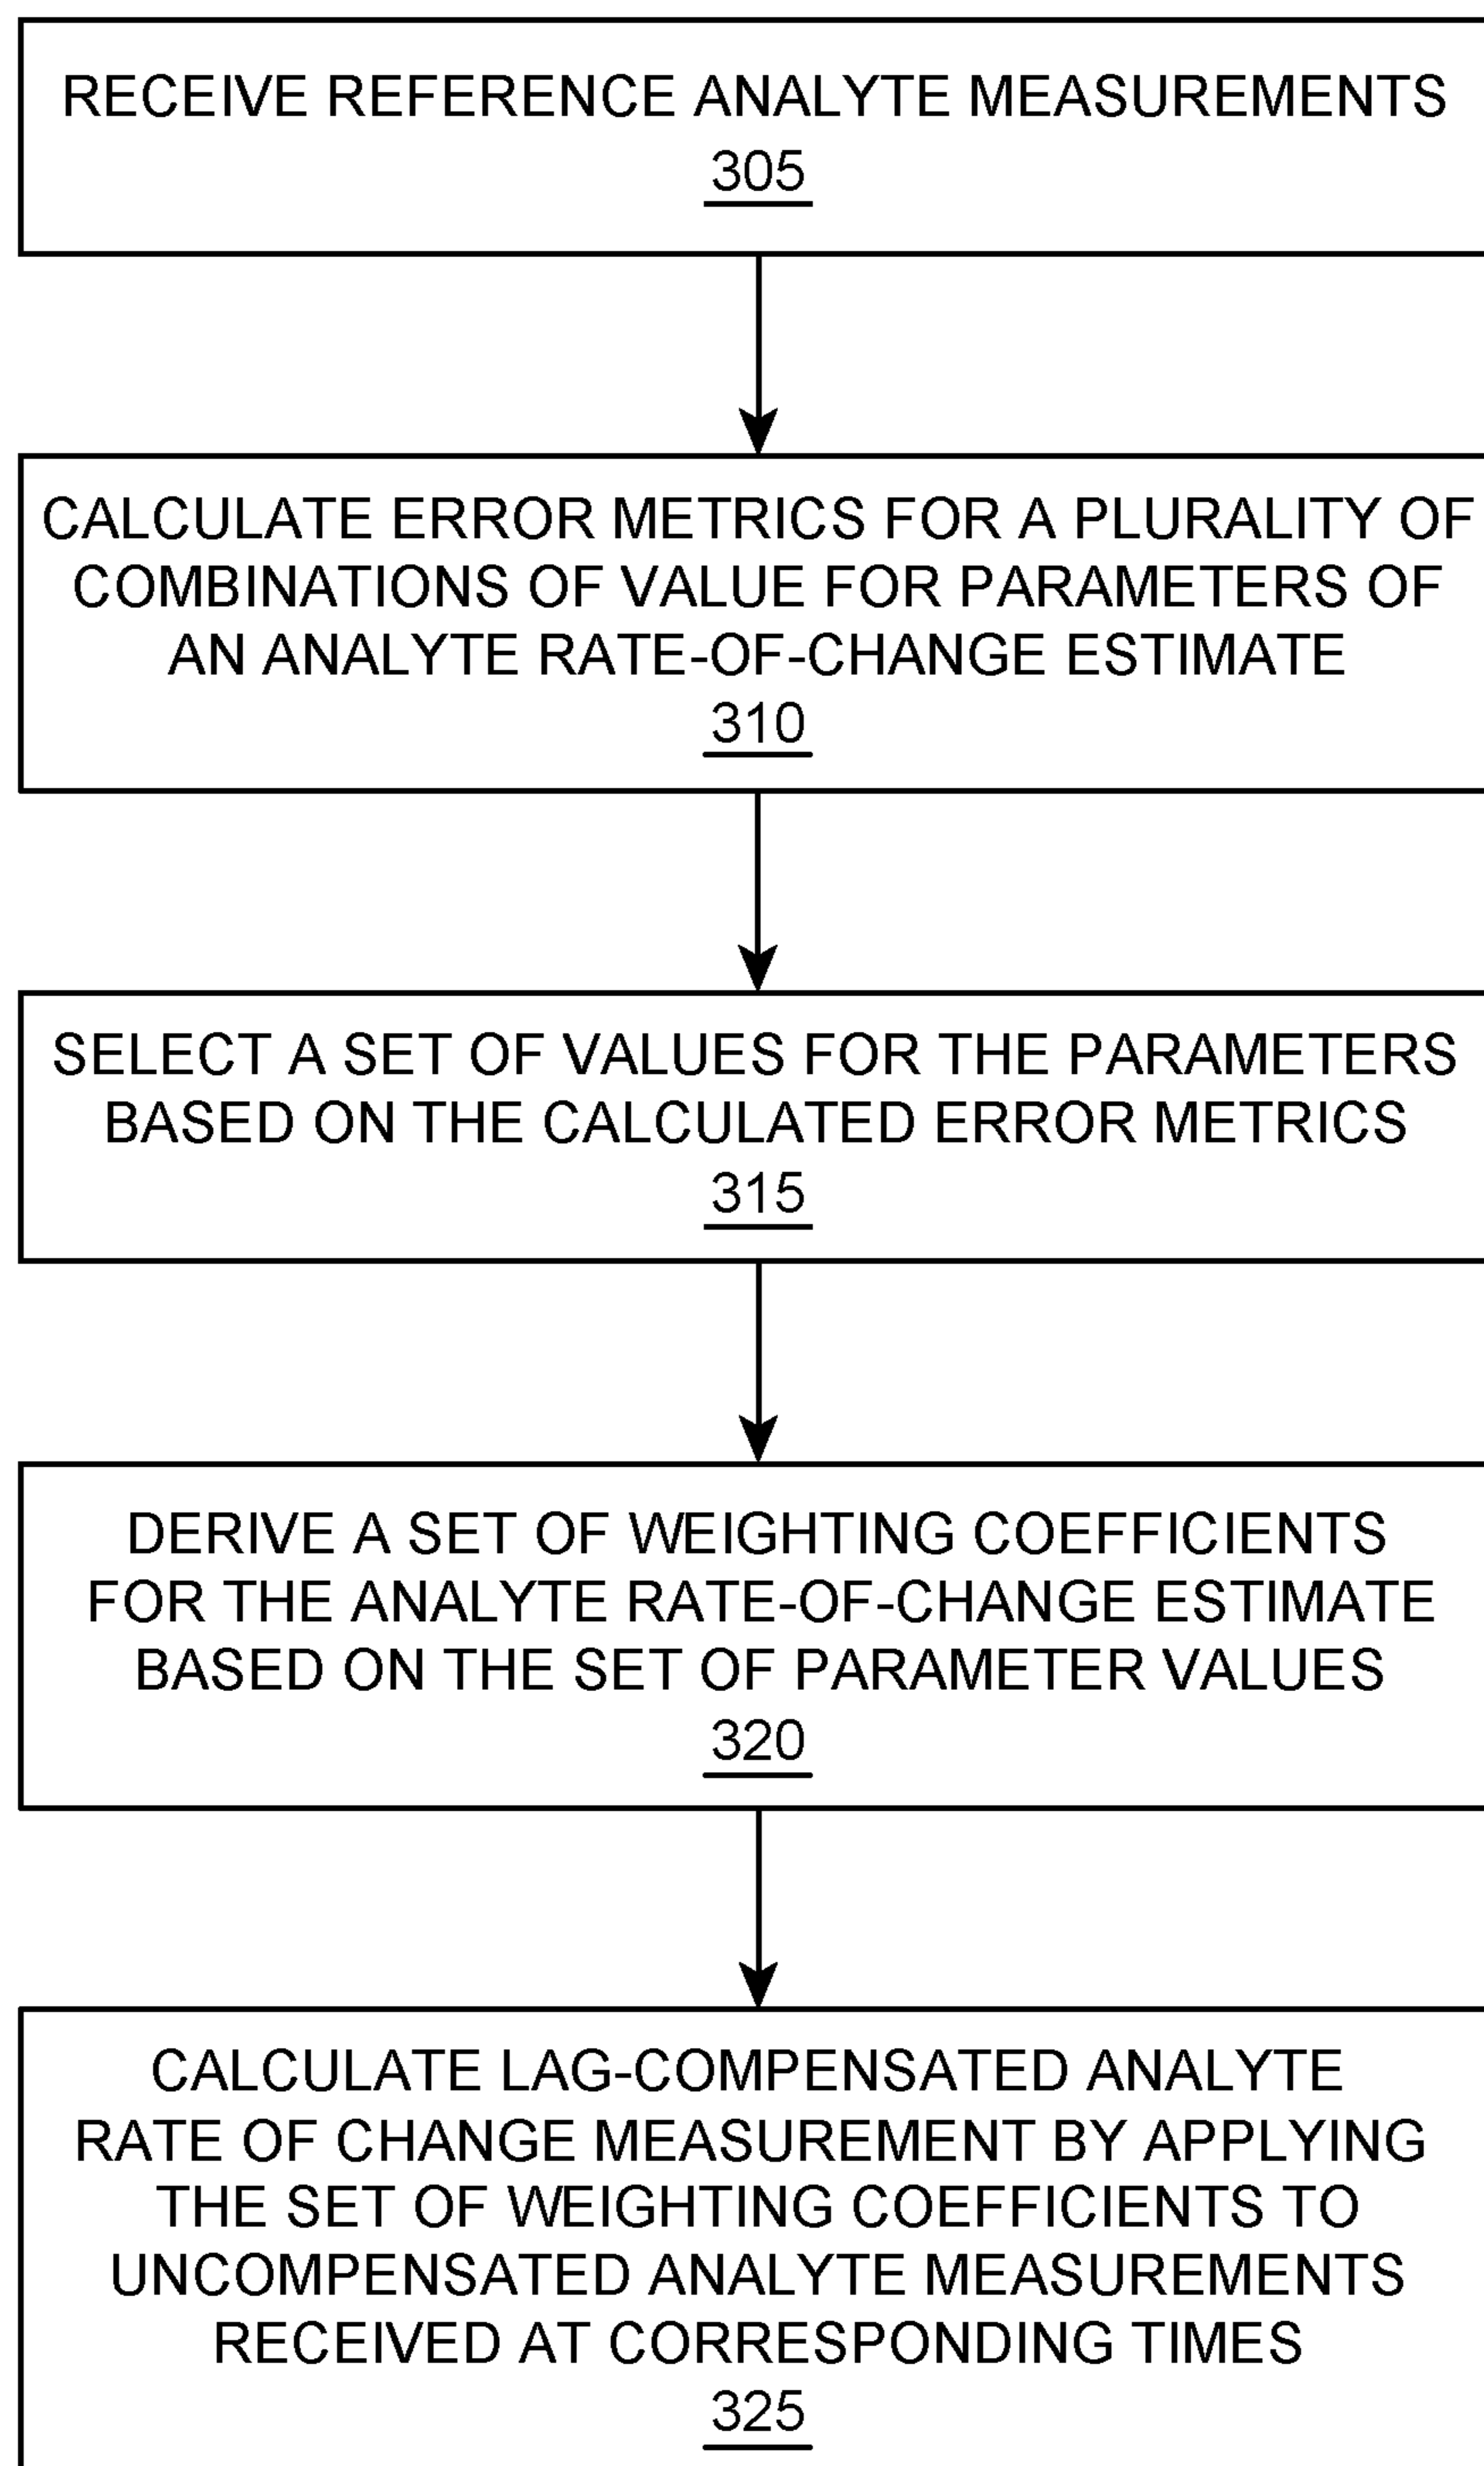 RECEIVE REFERENCE ANALYTE MEASUREMENTS
305
CALCULATE ERROR METRICS FOR A PLURALITY OF
COMBINATIONS OF VALUE FOR PARAMETERS OF
AN ANALYTE RATE-OF-CHANGE ESTIMATE
310
SELECT A SET OF VALUES FOR THE PARAMETERS
BASED ON THE CALCULATED ERROR METRICS
315
DERIVE A SET OF WEIGHTING COEFFICIENTS
FOR THE ANALYTE RATE-OF-CHANGE ESTIMATE
BASED ON THE SET OF PARAMETER VALUES
320
CALCULATE LAG-COMPENSATED ANALYTE
RATE OF CHANGE MEASUREMENT BY APPLYING
THE SET OF WEIGHTING COEFFICIENTS TO
UNCOMPENSATED ANALYTE MEASUREMENTS
RECEIVED AT CORRESPONDING TIMES
325